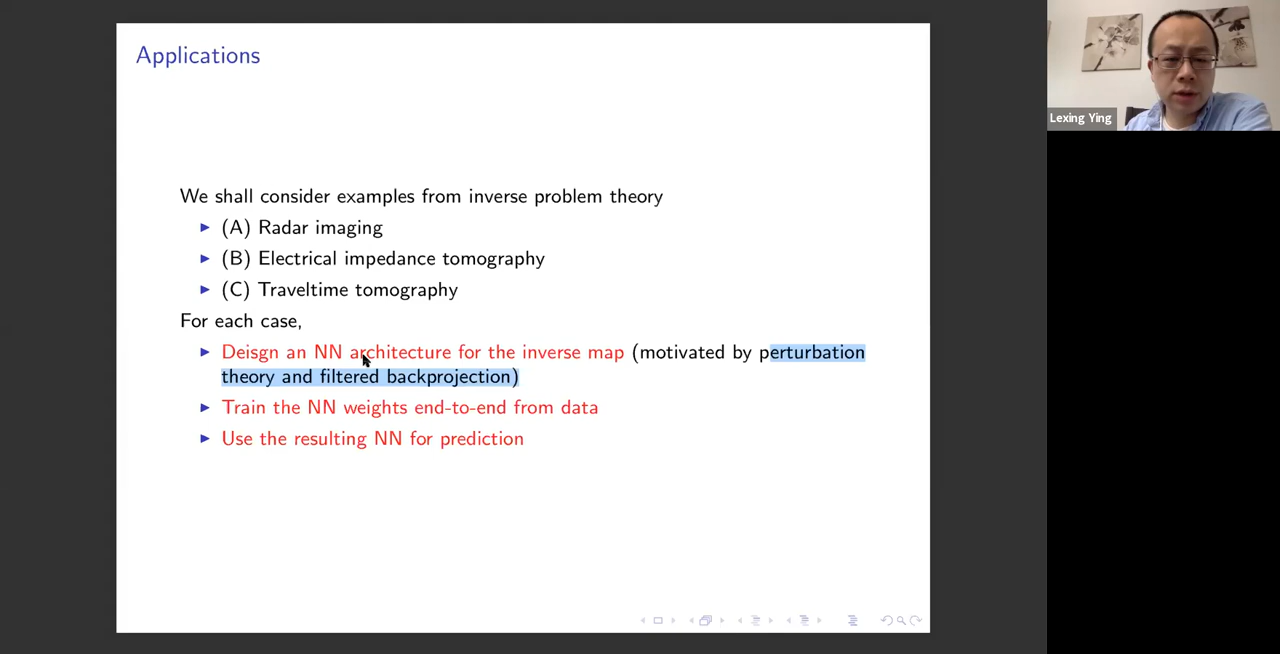 Applications
We shall consider examples from inverse problem theory
(A) Radar imaging
(B) Electrical impedance tomography
(C) Traveltime tomography
For each case,
Deisgn an NN architecture for the inverse map (motivated by perturbation
theory and filtered backprojection)
Train the NN weights end-to-end from data
Use the resulting NN for prediction
Lexing Ying